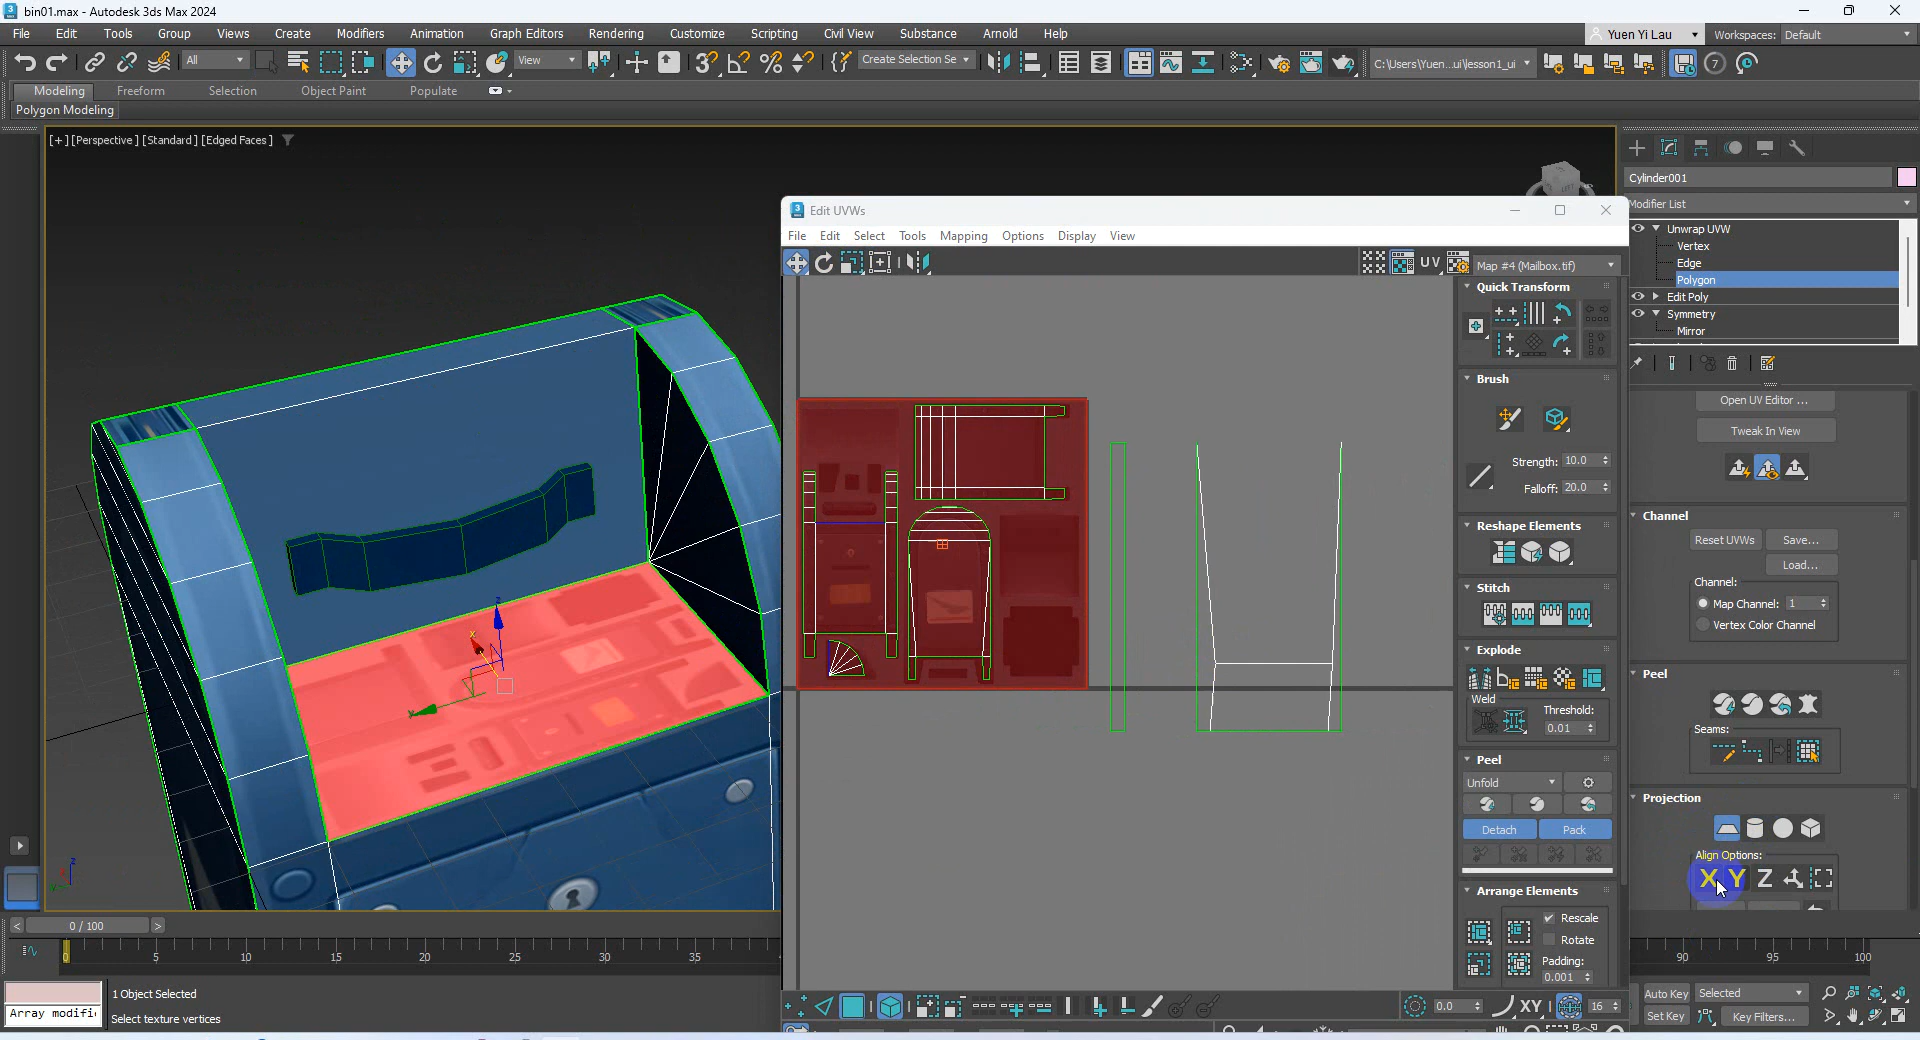 bin01.max - Autodesk 3ds Max 2024
File Edit Tools Group Views Create Modifiers Animation Graph Editors Rendering Customize Scripting Civil View Substance Arnold Help
Yuen Yi Lau Workspaces: Default
All View Create Selection Se C:\Users\Yuen...ui\lesson1_ui
Modeling Freeform Selection Object Paint Populate
Polygon Modeling
[+] [Perspective] [Standard] [Edged Faces]
Cylinder001
Modifier List
Unwrap UVW
Vertex
Edge
Polygon
Edit Poly
Symmetry
Mirror
Edit UVWs
File Edit Select Tools Mapping Options Display View
UV Map #4 (Mailbox.tif)
Quick Transform
Brush
Strength: 10.0
Falloff: 20.0
Reshape Elements
Stitch
Explode
Weld
Threshold:
0.01
Peel
Unfold
Detach Pack
Arrange Elements
Rescale
Rotate
Padding:
0.001
0.0 XY 16
Open UV Editor ...
Tweak In View
Channel
Reset UVWs Save...
Load...
Channel:
Map Channel: 1
Vertex Color Channel
Peel
Seams:
Projection
Align Options:
X Y Z
x
y
z
z
< 0 / 100 >
0 5 10 15 20 25 30 35 90 95 100
1 Object Selected
Array modifi
Select texture vertices
Auto Key Selected
Set Key Key Filters...